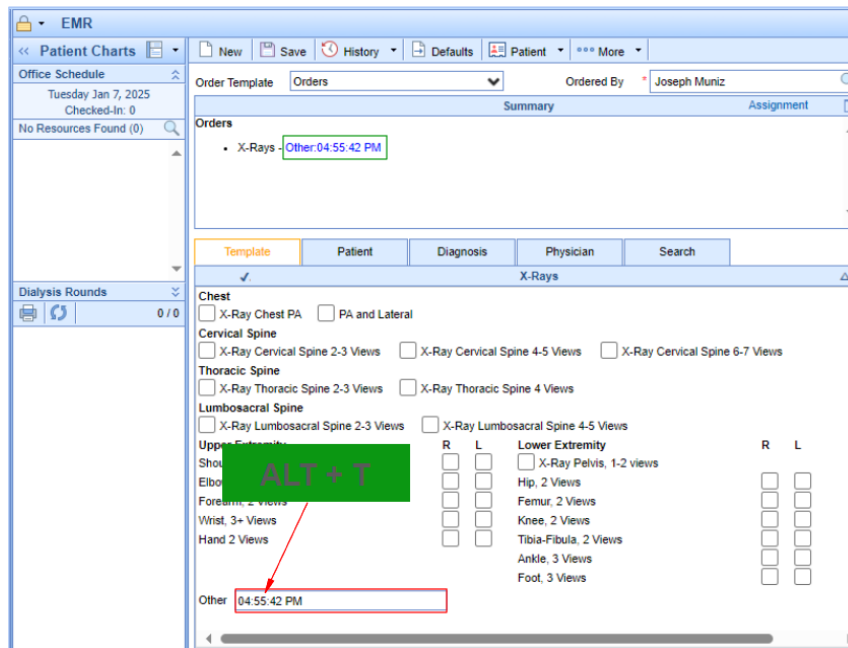 EMR
<< Patient Charts
New Save History Defaults Patient More
Office Schedule
Tuesday Jan 7, 2025
Checked-In: 0
No Resources Found (0)
Dialysis Rounds
0 / 0
Order Template Orders Ordered By * Joseph Muniz
Summary Assignment
Orders
• X-Rays - Other:04:55:42 PM
Template Patient Diagnosis Physician Search
X-Rays
Chest
X-Ray Chest PA PA and Lateral
Cervical Spine
X-Ray Cervical Spine 2-3 Views X-Ray Cervical Spine 4-5 Views X-Ray Cervical Spine 6-7 Views
Thoracic Spine
X-Ray Thoracic Spine 2-3 Views X-Ray Thoracic Spine 4 Views
Lumbosacral Spine
X-Ray Lumbosacral Spine 2-3 Views X-Ray Lumbosacral Spine 4-5 Views
R L Lower Extremity R L
X-Ray Pelvis, 1-2 views
ALT + T
Hip, 2 Views
Femur, 2 Views
Wrist, 3+ Views Knee, 2 Views
Hand 2 Views Tibia-Fibula, 2 Views
Ankle, 3 Views
Foot, 3 Views
Other 04:55:42 PM